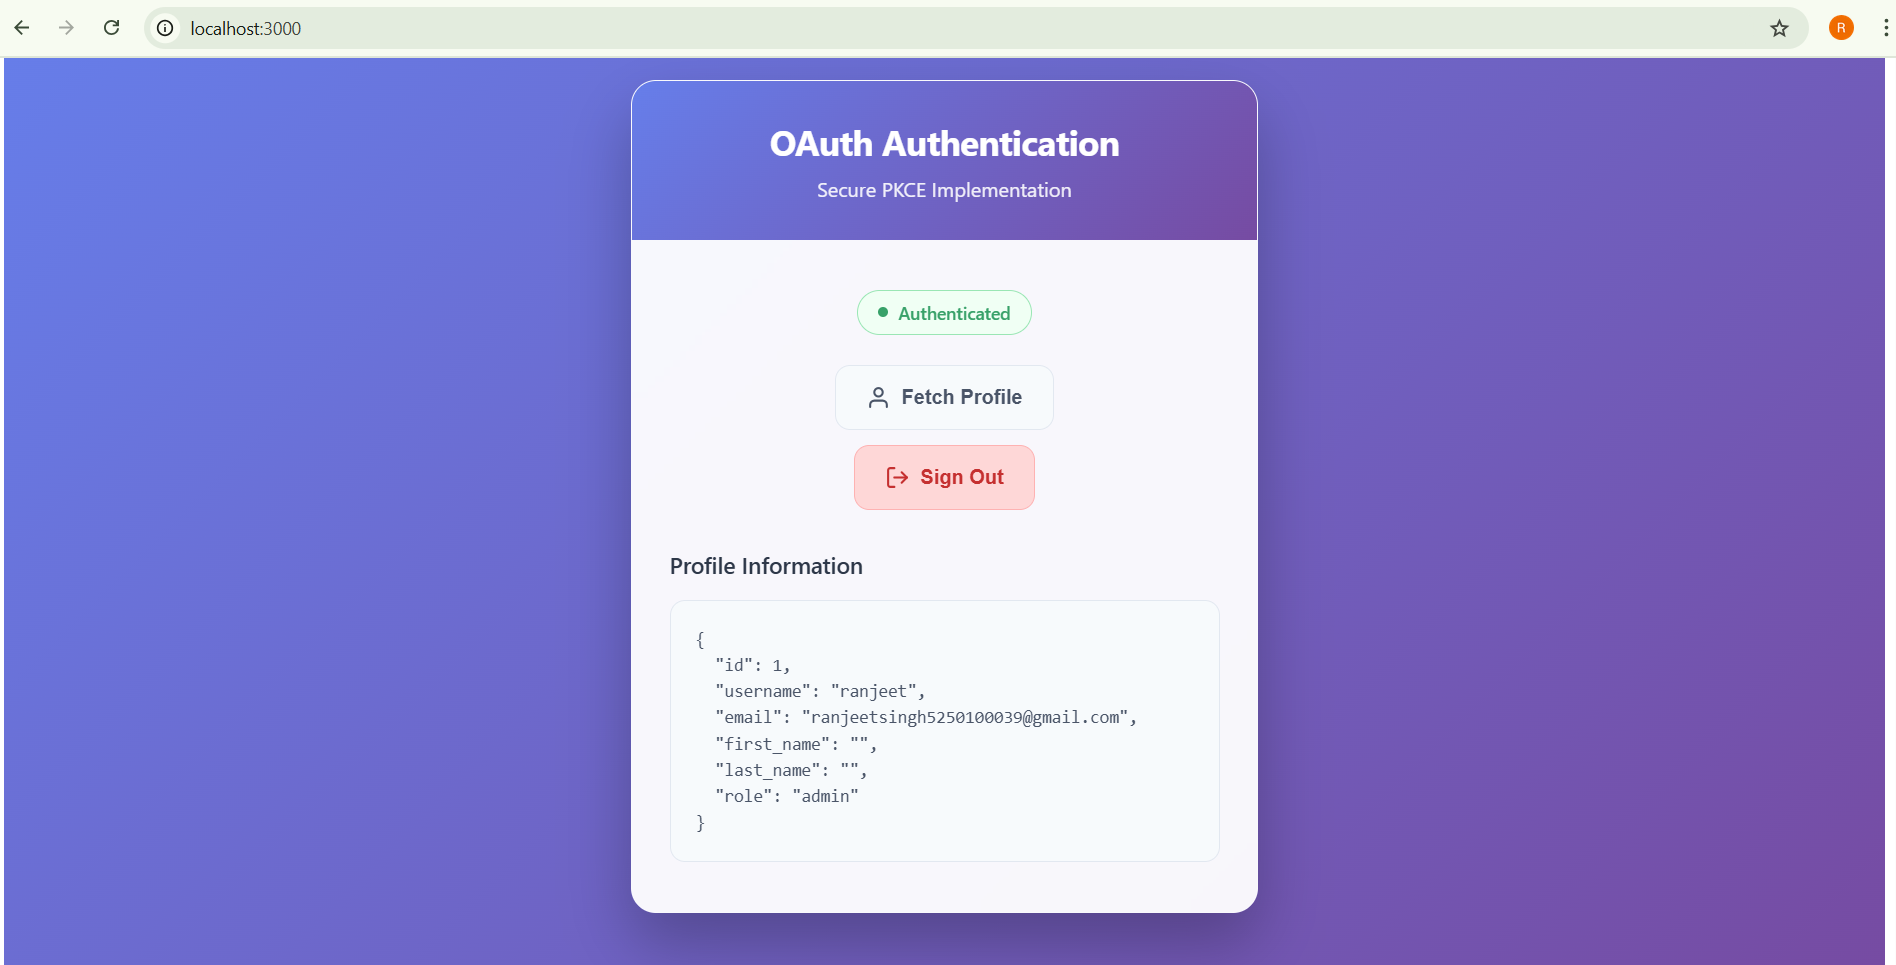 localhost:3000
R
OAuth Authentication
Secure PKCE Implementation
Authenticated
Fetch Profile
Sign Out
Profile Information
{
"id": 1,
"username": "ranjeet",
"email": "ranjeetsingh5250100039@gmail.com",
"first_name": "",
"last_name": "",
"role": "admin"
}